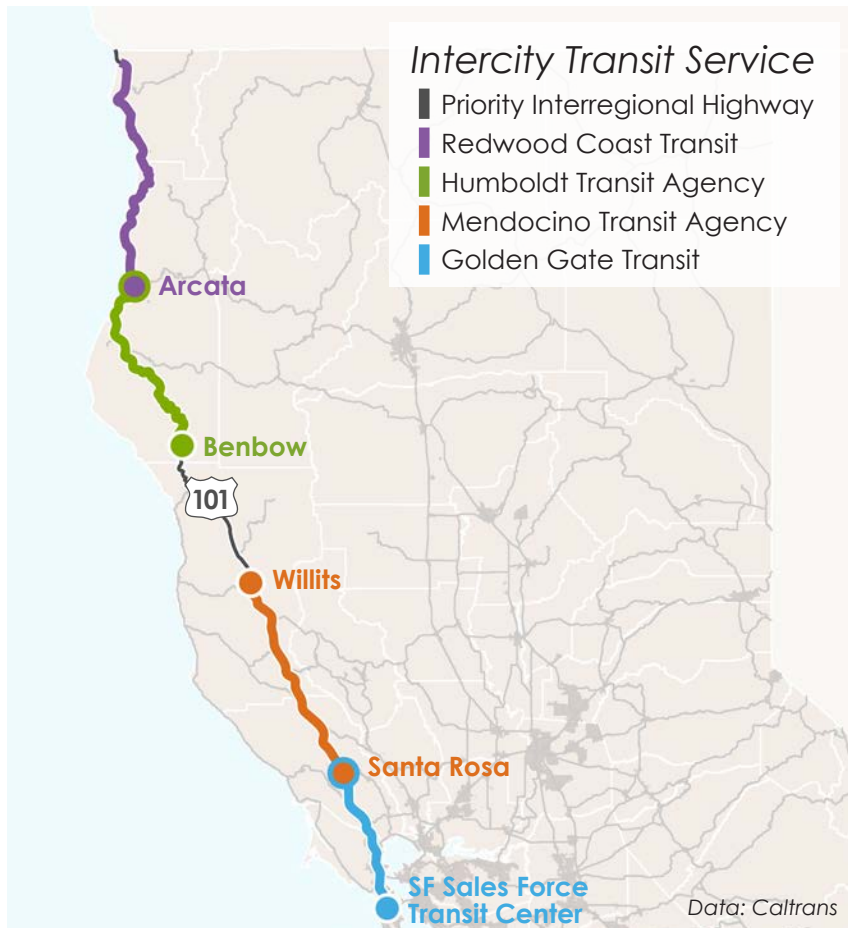 Intercity Transit Service
Priority Interregional Highway
Redwood Coast Transit
Humboldt Transit Agency
Mendocino Transit Agency
Golden Gate Transit
Arcata
Benbow
101
Willits
Santa Rosa
SF Sales Force
Transit Center
Data: Caltrans